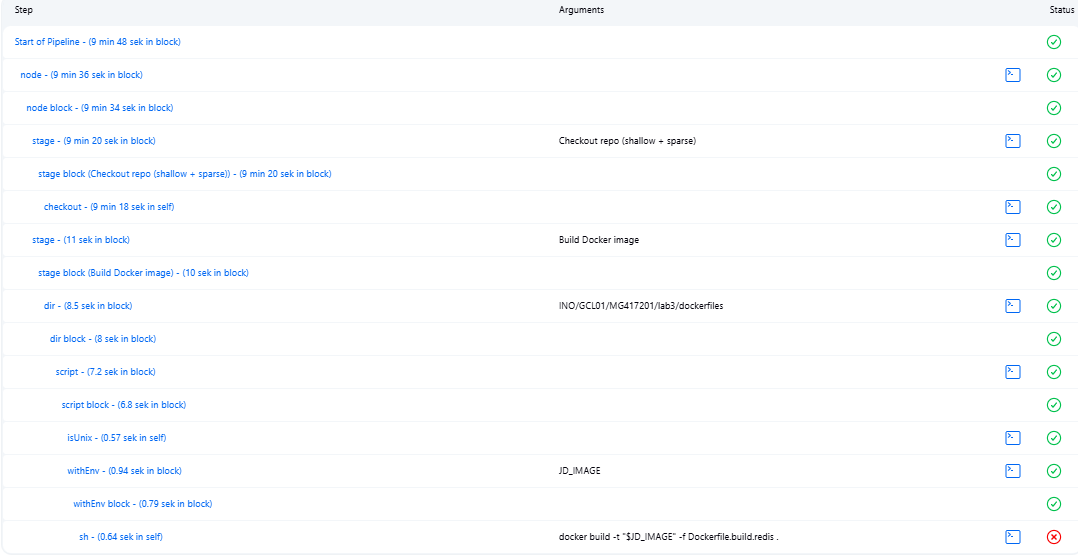 Step Arguments Status
Start of Pipeline - (9 min 48 sek in block)
node - (9 min 36 sek in block)
node block - (9 min 34 sek in block)
stage - (9 min 20 sek in block) Checkout repo (shallow + sparse)
stage block (Checkout repo (shallow + sparse)) - (9 min 20 sek in block)
checkout - (9 min 18 sek in self)
stage - (11 sek in block) Build Docker image
stage block (Build Docker image) - (10 sek in block)
dir - (8.5 sek in block) INO/GCL01/MG417201/lab3/dockerfiles
dir block - (8 sek in block)
script - (7.2 sek in block)
script block - (6.8 sek in block)
isUnix - (0.57 sek in self)
withEnv - (0.94 sek in block) JD_IMAGE
withEnv block - (0.79 sek in block)
sh - (0.64 sek in self) docker build -t "$JD_IMAGE" -f Dockerfile.build.redis .